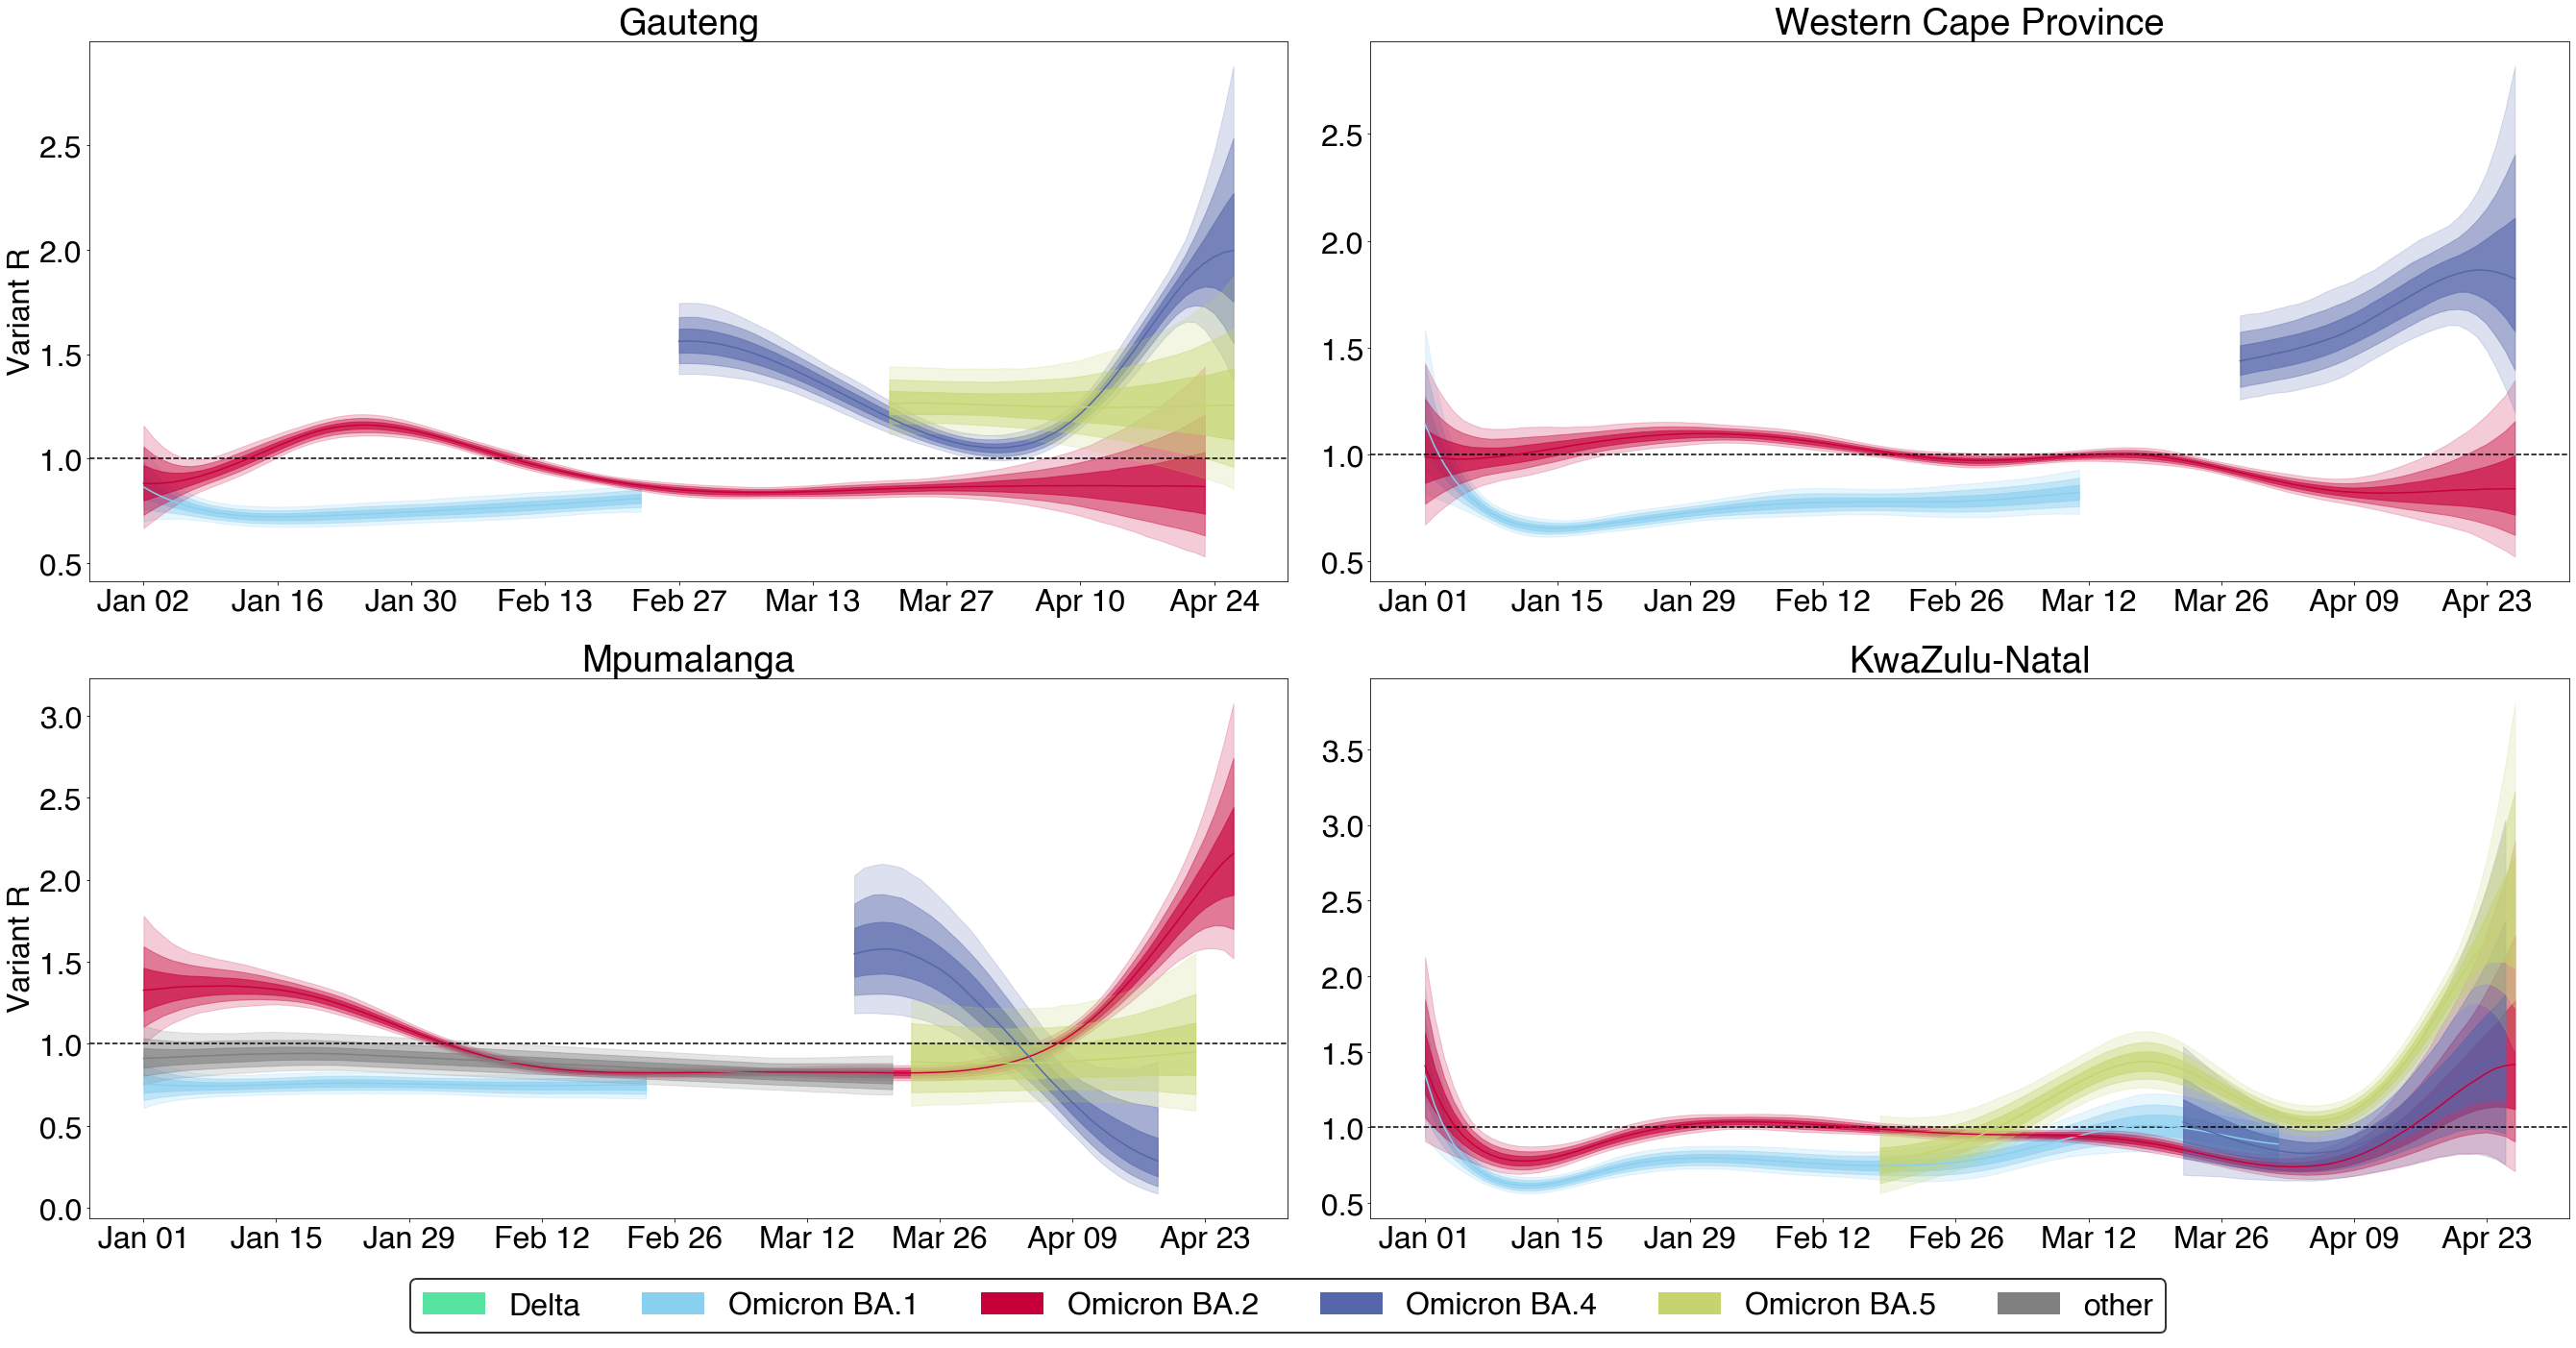 Gauteng
Western Cape Province
Variant R
2.5
2.0
1.5
1.0
0.5
2.5
2.0
1.5
1.0
0.5
Jan 02 Jan 16 Jan 30 Feb 13 Feb 27 Mar 13 Mar 27 Apr 10 Apr 24
Jan 01 Jan 15 Jan 29 Feb 12 Feb 26 Mar 12 Mar 26 Apr 09 Apr 23
Mpumalanga
KwaZulu-Natal
Variant R
3.0
2.5
2.0
1.5
1.0
0.5
0.0
3.5
3.0
2.5
2.0
1.5
1.0
0.5
Jan 01 Jan 15 Jan 29 Feb 12 Feb 26 Mar 12 Mar 26 Apr 09 Apr 23
Jan 01 Jan 15 Jan 29 Feb 12 Feb 26 Mar 12 Mar 26 Apr 09 Apr 23
Delta Omicron BA.1 Omicron BA.2 Omicron BA.4 Omicron BA.5 other